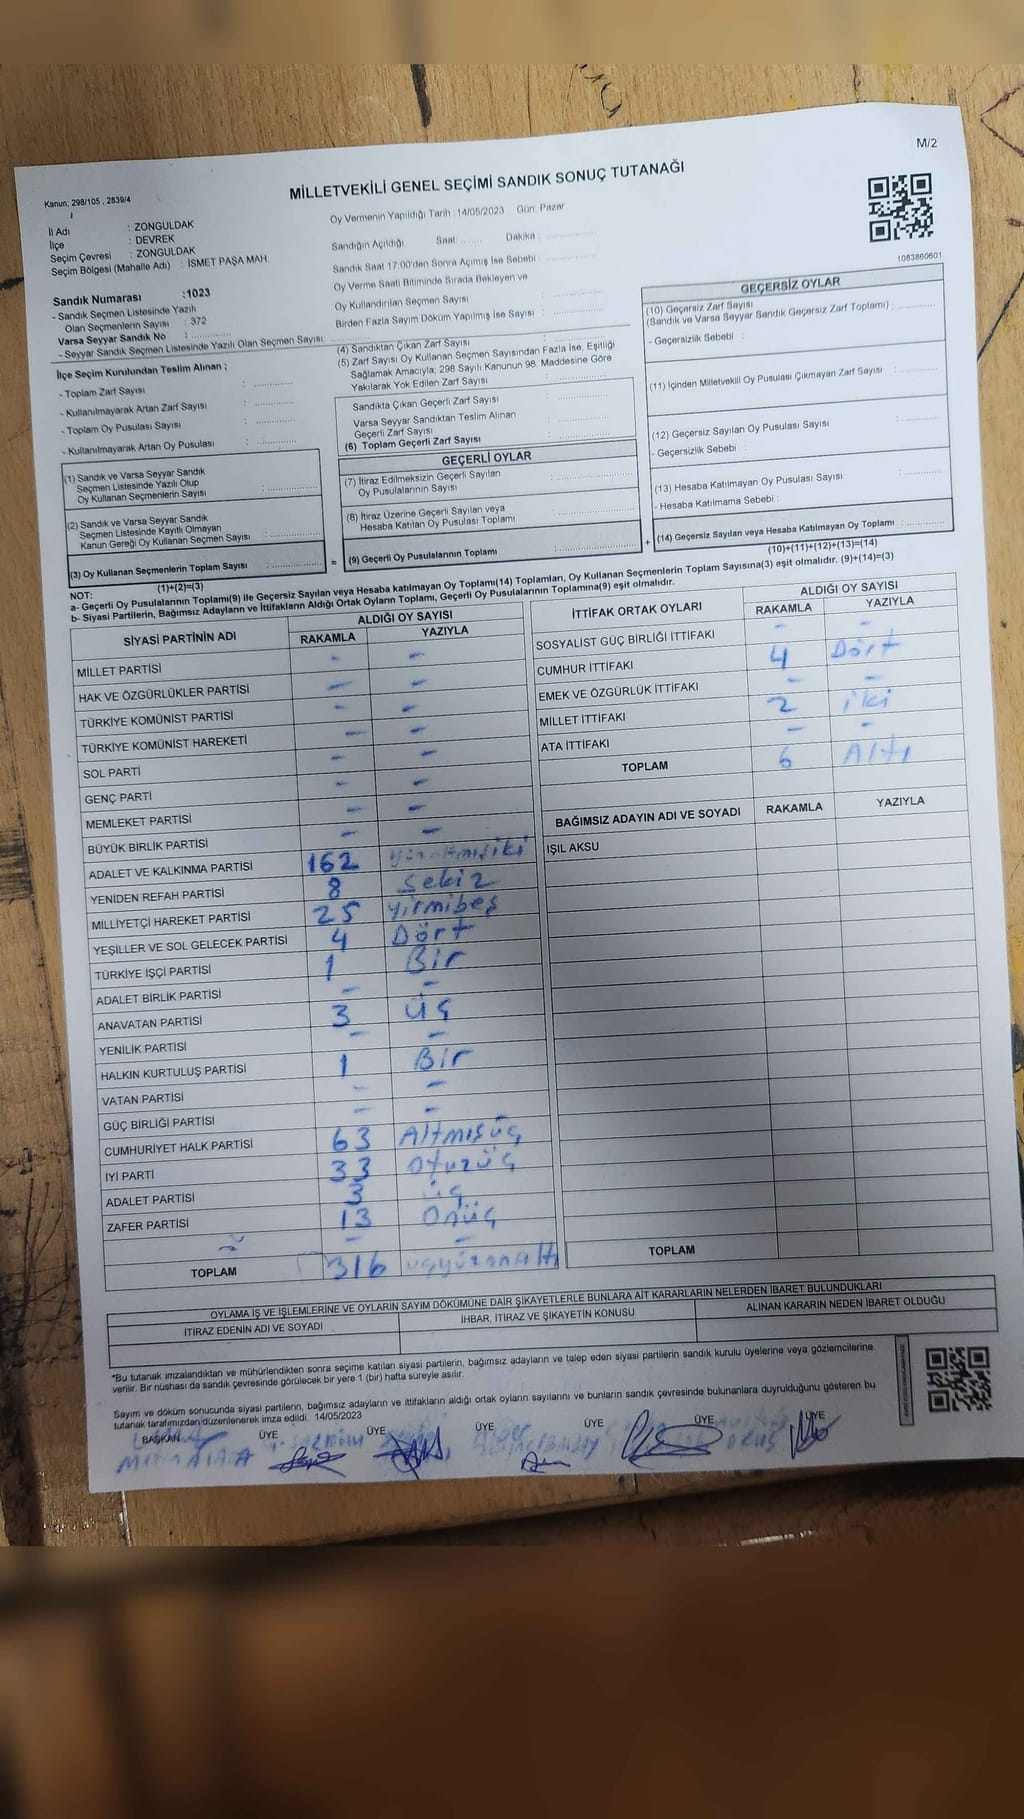 M/2
MİLLETVEKİLİ GENEL SEÇİMİ SANDIK SONUÇ TUTANAĞI
Kanun: 298/105 , 2839/4
İl Adı : ZONGULDAK
İlçe : DEVREK
Seçim Çevresi : ZONGULDAK
Seçim Bölgesi (Mahalle Adı) : İSMET PAŞA MAH.
Oy Vermenin Yapıldığı Tarih :14/05/2023 Gün: Pazar
Sandığın Açıldığı Saat: ........ Dakika : ..............
Sandık Saat 17:00'den Sonra Açımış İse Sebebi : ..............
Oy Verme Saati Bitiminde Sırada Bekleyen ve
Oy Kullandırılan Seçmen Sayısı : ..............
Birden Fazla Sayım Döküm Yapılmış İse Sayısı : ..............
1063860601
Sandık Numarası :1023
- Sandık Seçmen Listesinde Yazılı
Olan Seçmenlerin Sayısı : 372
Varsa Seyyar Sandık No : ..............
- Seyyar Sandık Seçmen Listesinde Yazılı Olan Seçmen Sayısı : ..............
İlçe Seçim Kurulundan Teslim Alınan ;
- Toplam Zarf Sayısı : ..............
- Kullanılmayarak Artan Zarf Sayısı : ..............
- Toplam Oy Pusulası Sayısı : ..............
- Kullanılmayarak Artan Oy Pusulası : ..............
(1) Sandık ve Varsa Seyyar Sandık
Seçmen Listesinde Yazılı Olup
Oy Kullanan Seçmenlerin Sayısı : ..............
(2) Sandık ve Varsa Seyyar Sandık
Seçmen Listesinde Kayıtlı Olmayan
Kanun Gereği Oy Kullanan Seçmen Sayısı : ..............
(3) Oy Kullanan Seçmenlerin Toplam Sayısı : ..............
(1)+(2)=(3)
(4) Sandıktan Çıkan Zarf Sayısı : ..............
(5) Zarf Sayısı Oy Kullanan Seçmen Sayısından Fazla İse, Eşitliği
Sağlamak Amacıyla, 298 Sayılı Kanunun 98. Maddesine Göre
Yakılarak Yok Edilen Zarf Sayısı : ..............
Sandıkta Çıkan Geçerli Zarf Sayısı : ..............
Varsa Seyyar Sandıktan Teslim Alınan
Geçerli Zarf Sayısı : ..............
(6) Toplam Geçerli Zarf Sayısı : ..............
GEÇERLİ OYLAR
(7) İtiraz Edilmeksizin Geçerli Sayılan
Oy Pusulalarının Sayısı : ..............
(8) İtiraz Üzerine Geçerli Sayılan veya
Hesaba Katılan Oy Pusulası Toplamı : ..............
= (9) Geçerli Oy Pusulalarının Toplamı : .............. +
GEÇERSİZ OYLAR
(10) Geçersiz Zarf Sayısı
(Sandık ve Varsa Seyyar Sandık Geçersiz Zarf Toplamı) : ..............
- Geçersizlik Sebebi :
(11) İçinden Milletvekili Oy Pusulası Çıkmayan Zarf Sayısı : ..............
(12) Geçersiz Sayılan Oy Pusulası Sayısı : ..............
- Geçersizlik Sebebi :
(13) Hesaba Katılmayan Oy Pusulası Sayısı : ..............
- Hesaba Katılmama Sebebi :
(14) Geçersiz Sayılan veya Hesaba Katılmayan Oy Toplamı : ..............
(10)+(11)+(12)+(13)=(14)
NOT:
a- Geçerli Oy Pusulalarının Toplamı(9) ile Geçersiz Sayılan veya Hesaba katılmayan Oy Toplamı(14) Toplamları, Oy Kullanan Seçmenlerin Toplam Sayısına(3) eşit olmalıdır. (9)+(14)=(3)
b- Siyasi Partilerin, Bağımsız Adayların ve İttifakların Aldığı Ortak Oyların Toplamı, Geçerli Oy Pusulalarının Toplamına(9) eşit olmalıdır.
SİYASİ PARTİNİN ADI ALDIĞI OY SAYISI
RAKAMLA YAZIYLA
MİLLET PARTİSİ - -
HAK VE ÖZGÜRLÜKLER PARTİSİ - -
TÜRKİYE KOMÜNİST PARTİSİ - -
TÜRKİYE KOMÜNİST HAREKETİ - -
SOL PARTİ - -
GENÇ PARTİ - -
MEMLEKET PARTİSİ - -
BÜYÜK BİRLİK PARTİSİ - -
ADALET VE KALKINMA PARTİSİ 162
YENİDEN REFAH PARTİSİ 8 Sekiz
MİLLİYETÇİ HAREKET PARTİSİ 25 Yirmibeş
YEŞİLLER VE SOL GELECEK PARTİSİ 4 Dört
TÜRKİYE İŞÇİ PARTİSİ 1 Bir
ADALET BİRLİK PARTİSİ - -
ANAVATAN PARTİSİ 3 üç
YENİLİK PARTİSİ - -
HALKIN KURTULUŞ PARTİSİ 1 Bir
VATAN PARTİSİ - -
GÜÇ BİRLİĞİ PARTİSİ - -
CUMHURİYET HALK PARTİSİ 63 Altmışüç
İYİ PARTİ 33 Otuzüç
ADALET PARTİSİ 3 üç
ZAFER PARTİSİ 13 Onüç
- -
TOPLAM 316 üçyüzonaltı
İTTİFAK ORTAK OYLARI ALDIĞI OY SAYISI
RAKAMLA YAZIYLA
SOSYALİST GÜÇ BİRLİĞİ İTTİFAKI - -
CUMHUR İTTİFAKI 4 Dört
EMEK VE ÖZGÜRLÜK İTTİFAKI - -
MİLLET İTTİFAKI 2 iki
ATA İTTİFAKI - -
TOPLAM 6 Altı
BAĞIMSIZ ADAYIN ADI VE SOYADI RAKAMLA YAZIYLA
IŞIL AKSU
TOPLAM
OYLAMA İŞ VE İŞLEMLERİNE VE OYLARIN SAYIM DÖKÜMÜNE DAİR ŞİKAYETLERLE BUNLARA AİT KARARLARIN NELERDEN İBARET BULUNDUKLARI
İTİRAZ EDENİN ADI VE SOYADI İHBAR, İTİRAZ VE ŞİKAYETİN KONUSU ALINAN KARARIN NEDEN İBARET OLDUĞU
*Bu tutanak imzalandıktan ve mühürlendikten sonra seçime katılan siyasi partilerin, bağımsız adayların ve talep eden siyasi partilerin sandık kurulu üyelerine veya gözlemcilerine
verilir. Bir nüshası da sandık çevresinde görülecek bir yere 1 (bir) hafta süreyle asılır.
Sayım ve döküm sonucunda siyasi partilerin, bağımsız adayların ve ittifakların aldığı ortak oyların sayılarını ve bunların sandık çevresinde bulunanlara duyrulduğunu gösteren bu
tutanak tarafımızdan düzenlenerek imza edildi. 14/05/2023
BAŞKAN ÜYE ÜYE ÜYE ÜYE ÜYE ÜYE